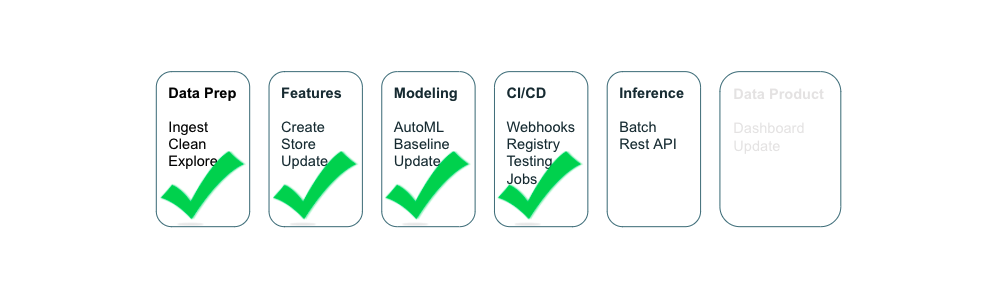 Data Prep
Ingest
Clean
Explore
Features
Create
Store
Update
Modeling
AutoML
Baseline
Update
CI/CD
Webhooks
Registry
Testing
Jobs
Inference
Batch
Rest API
Data Product
Dashboard
Update